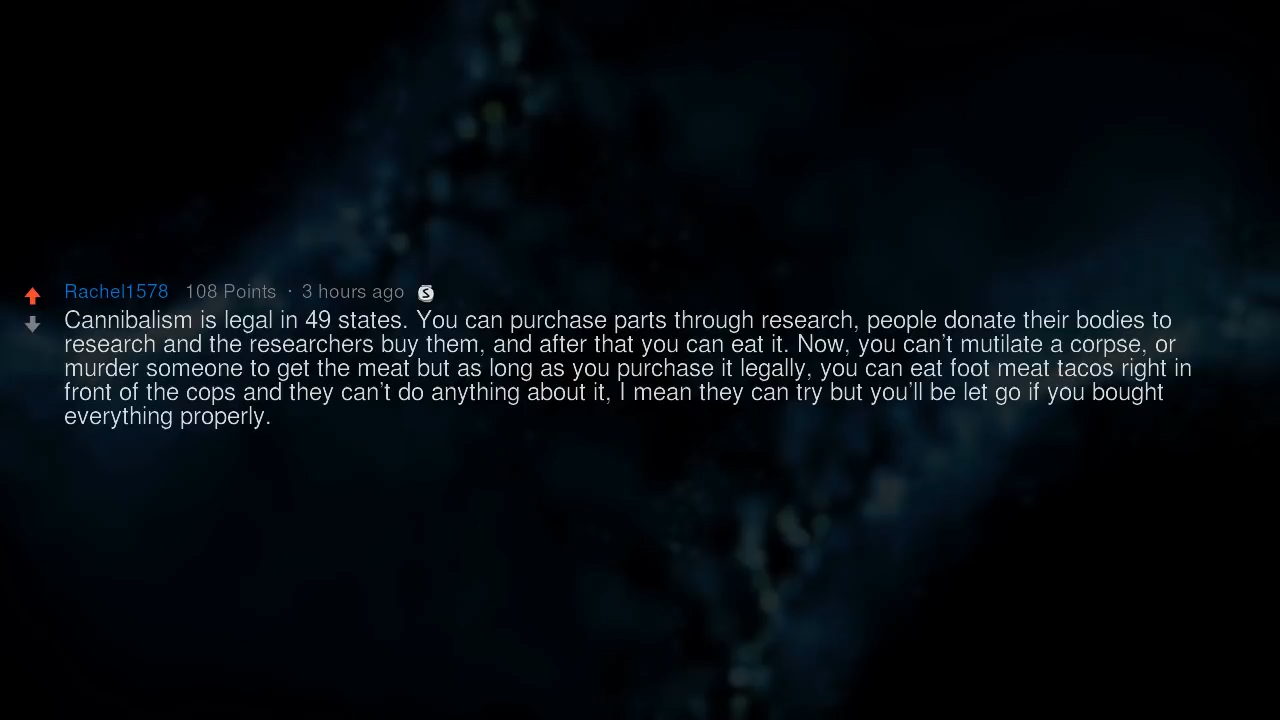 Rachel1578 108 Points · 3 hours ago S
Cannibalism is legal in 49 states. You can purchase parts through research, people donate their bodies to
research and the researchers buy them, and after that you can eat it. Now, you can’t mutilate a corpse, or
murder someone to get the meat but as long as you purchase it legally, you can eat foot meat tacos right in
front of the cops and they can’t do anything about it, I mean they can try but you’ll be let go if you bought
everything properly.